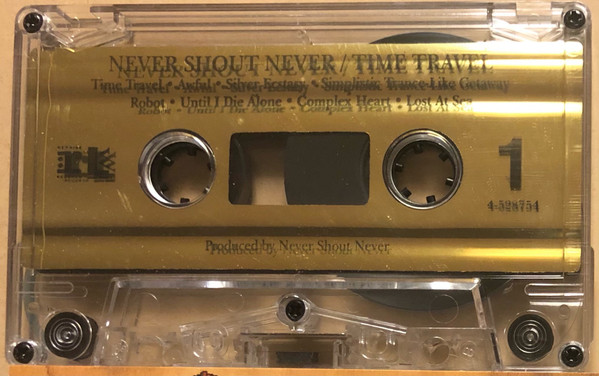 NEVER SHOUT NEVER / TIME TRAVEL
Time Travel • Awful • Silver Ecstasy • Simplistic Trance-Like Getaway
Robot • Until I Die Alone • Complex Heart • Lost At Sea
1
4-528754
Produced by Never Shout Never